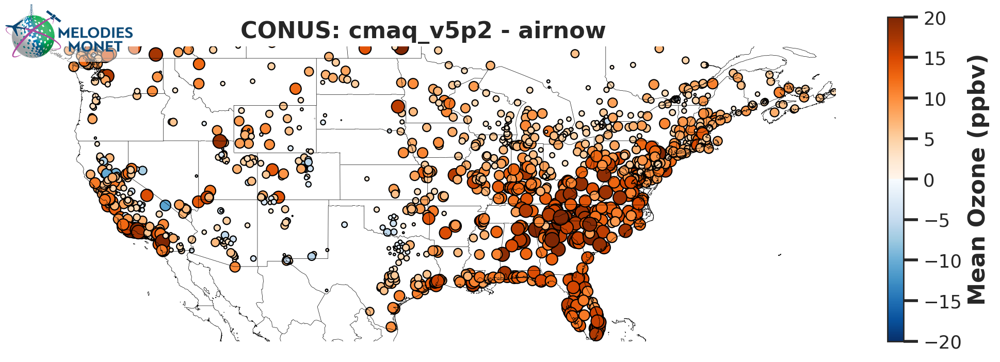 MELODIES
MONET
CONUS: cmaq_v5p2 - airnow
20
15
10
5
0
−5
−10
−15
−20
Mean Ozone (ppbv)